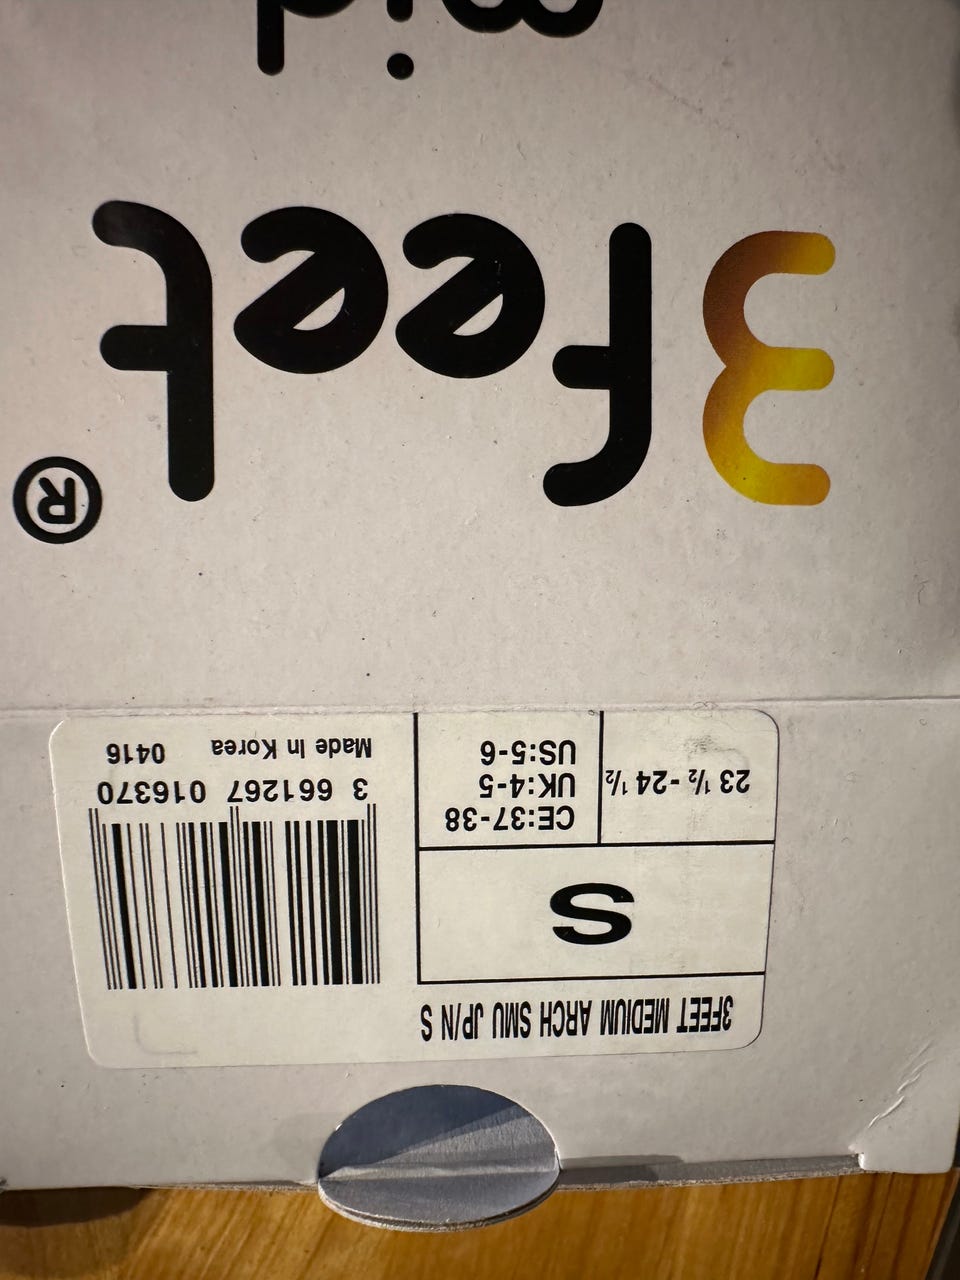 3FEET MEDIUM ARCH SMU JP/N S
S
23 ½ - 24 ½
CE:37-38
UK:4-5
US:5-6
3 661267 016370
Made In Korea 0416
3feet®
mid